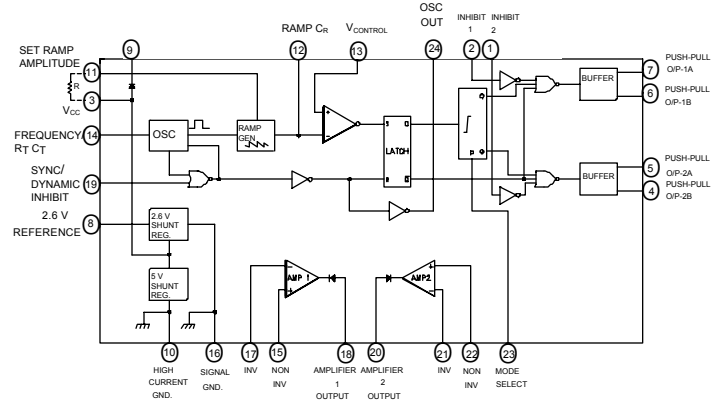 OSC
OUT
INHIBIT INHIBIT
1 2
RAMP CR
VCONTROL
9
12
13
24
2
1
SET RAMP
AMPLITUDE
11
R
3
VCC
7
PUSH-PULL
O/P-1A
6
PUSH-PULL
O/P-1B
BUFFER
FREQUENCY/
RT CT
14
OSC
RAMP
GEN
+
–
S
Q
LATCH
R
Q
SYNC/
DYNAMIC
INHIBIT
19
5
PUSH-PULL
O/P-2A
4
PUSH-PULL
O/P-2B
BUFFER
2.6 V
REFERENCE
8
2.6 V
SHUNT
REG.
5 V
SHUNT
REG.
–
AMP 1
+
+
AMP2
–
10
16
17
15
18
20
21
22
23
HIGH
CURRENT
GND.
SIGNAL
GND.
INV
NON
INV
AMPLIFIER
1
OUTPUT
AMPLIFIER
2
OUTPUT
INV
NON
INV
MODE
SELECT